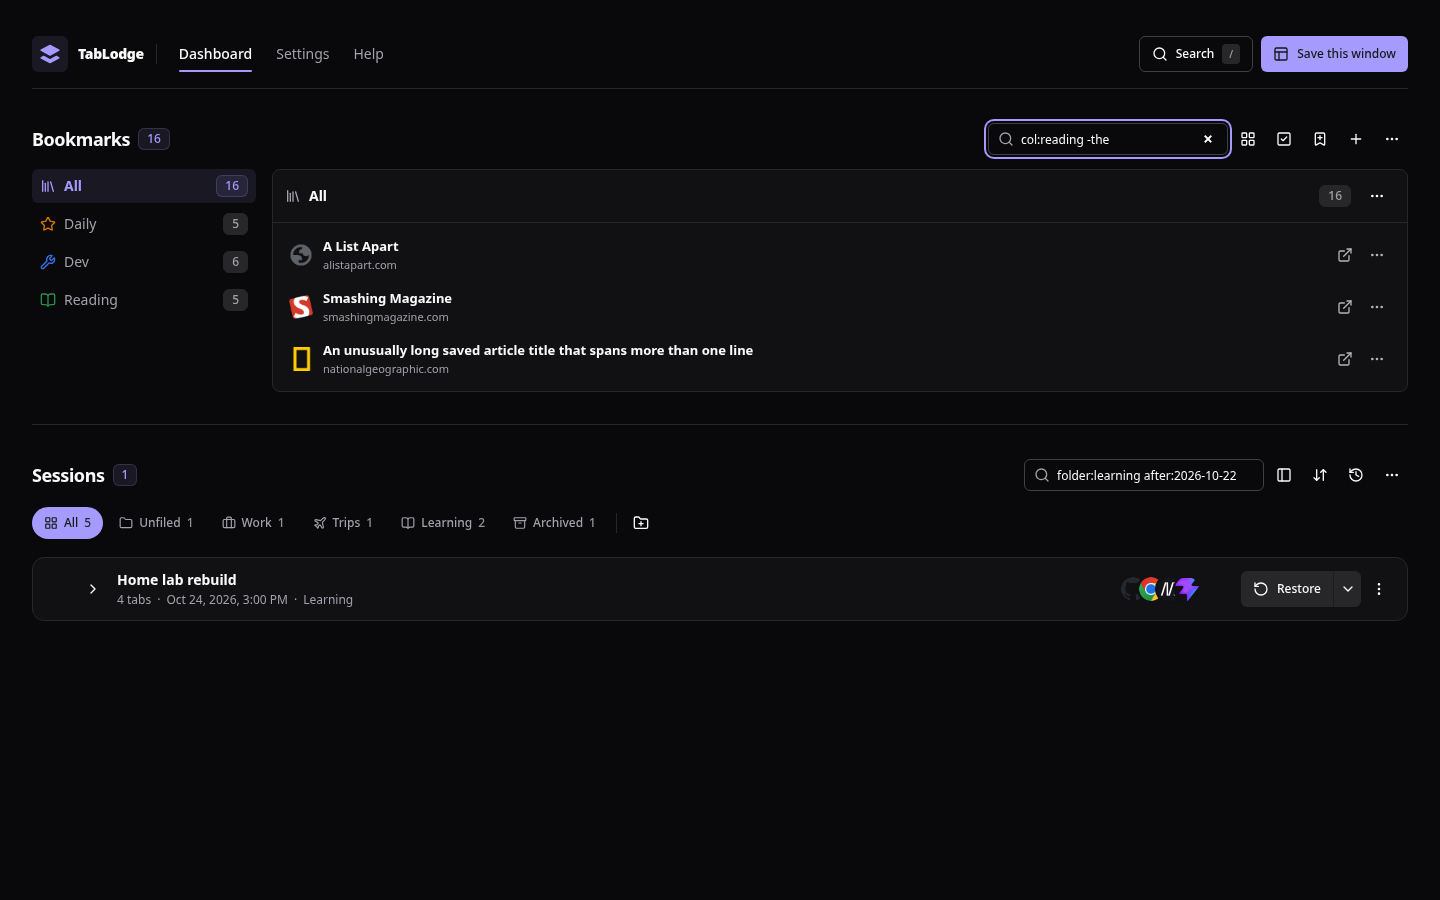 TabLodge
Dashboard
Settings
Help
Search /
Save this window
Bookmarks 16
col:reading -the
All 16
Daily 5
Dev 6
Reading 5
All 16
A List Apart
alistapart.com
Smashing Magazine
smashingmagazine.com
An unusually long saved article title that spans more than one line
nationalgeographic.com
Sessions 1
folder:learning after:2026-10-22
All 5
Unfiled 1
Work 1
Trips 1
Learning 2
Archived 1
Home lab rebuild
4 tabs · Oct 24, 2026, 3:00 PM · Learning
Restore